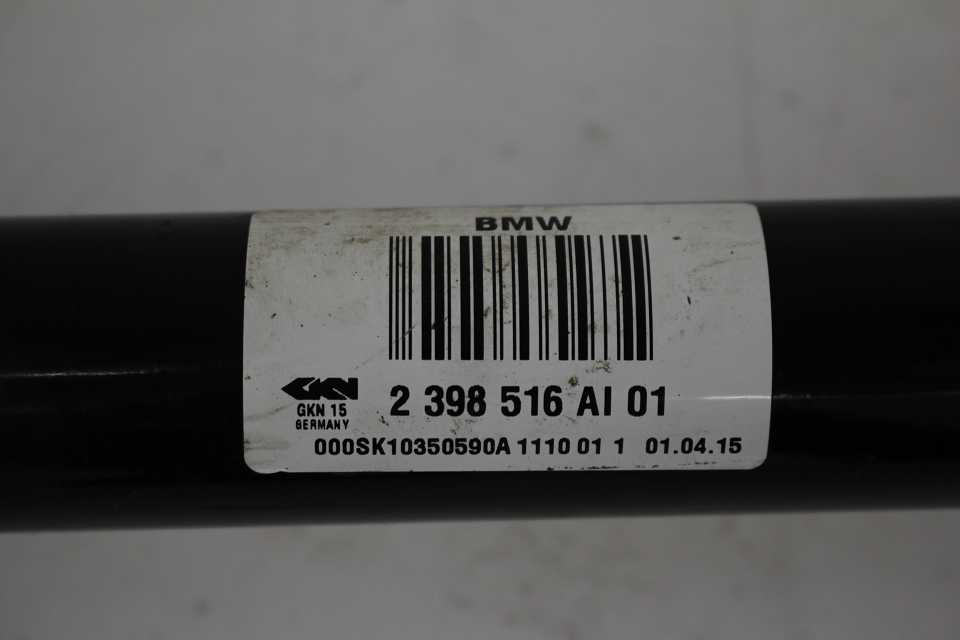 BMW
GKN
GKN 15
GERMANY
2 398 516 AI 01
000SK10350590A 1110 01 1 01.04.15